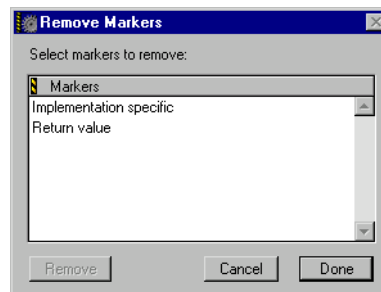 Remove Markers
Select markers to remove:
Markers
Implementation specific
Return value
Remove Cancel Done